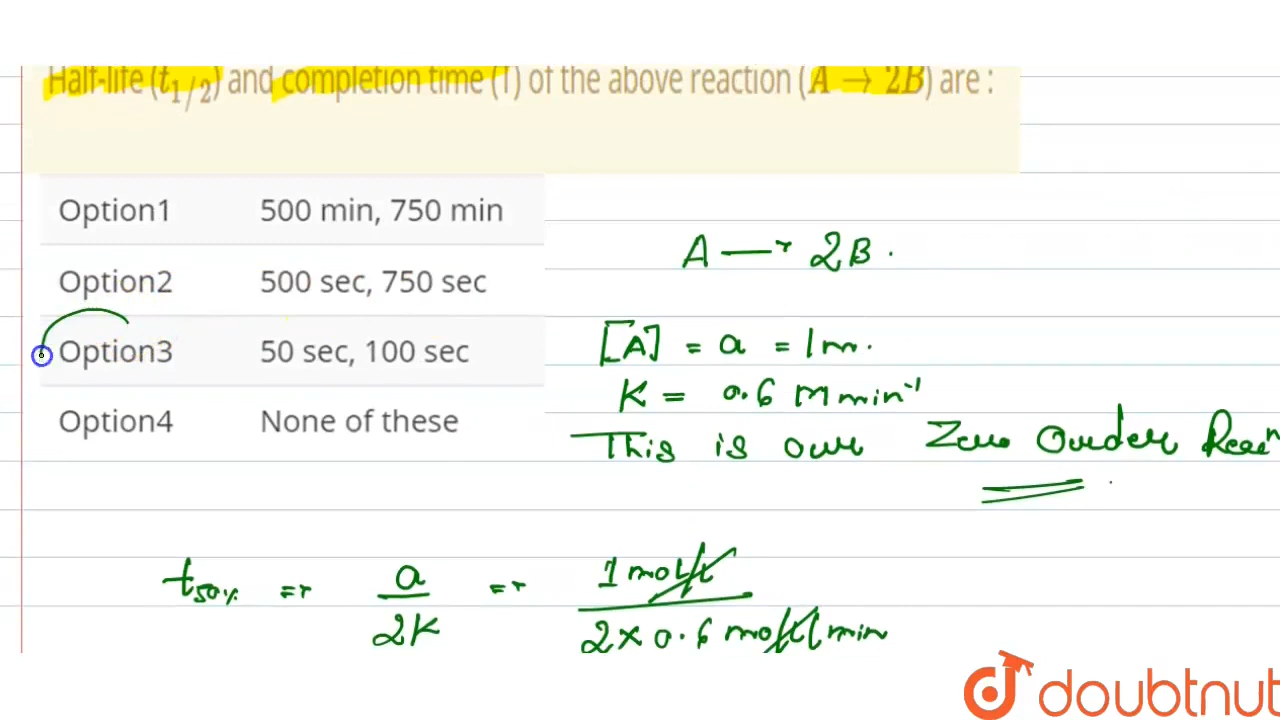 Half-life (t1/2) and completion time (T) of the above reaction (A → 2B) are :
Option1 500 min, 750 min
Option2 500 sec, 750 sec
Option3 50 sec, 100 sec
Option4 None of these
A → 2B.
[A] = a = 1m.
K = 0.6 M min⁻¹
This is our Zero Order Reaⁿ
t50% ⇒ a/2K ⇒ 1 mol/l / 2 × 0.6 mol/l/min
doubtnut